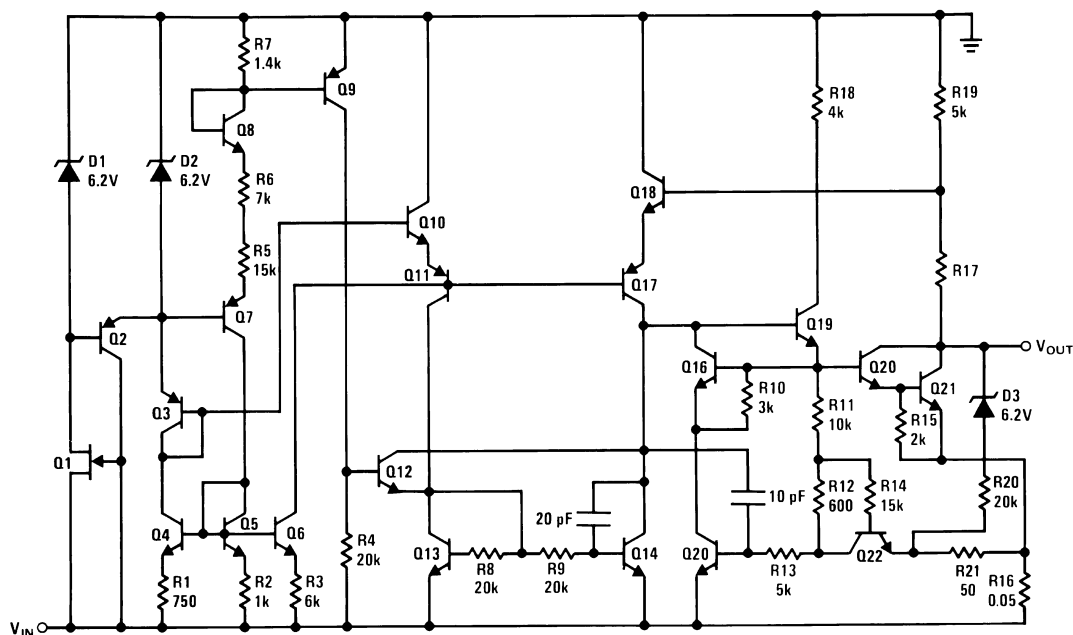 R7
1.4k
Q9
Q8
R18
4k
R19
5k
D1
6.2V
D2
6.2V
R6
7k
Q18
Q10
R5
15k
Q11
R17
Q7
Q17
Q2
Q19
VOUT
Q16
Q20
Q21
R10
3k
D3
6.2V
Q3
R11
10k
R15
2k
Q1
Q12
10 pF
R12
600
R14
15k
R20
20k
20 pF
Q4
Q5
Q6
R4
20k
Q13
R8
20k
R9
20k
Q14
Q20
R13
5k
Q22
R21
50
R16
0.05
R1
750
R2
1k
R3
6k
VIN